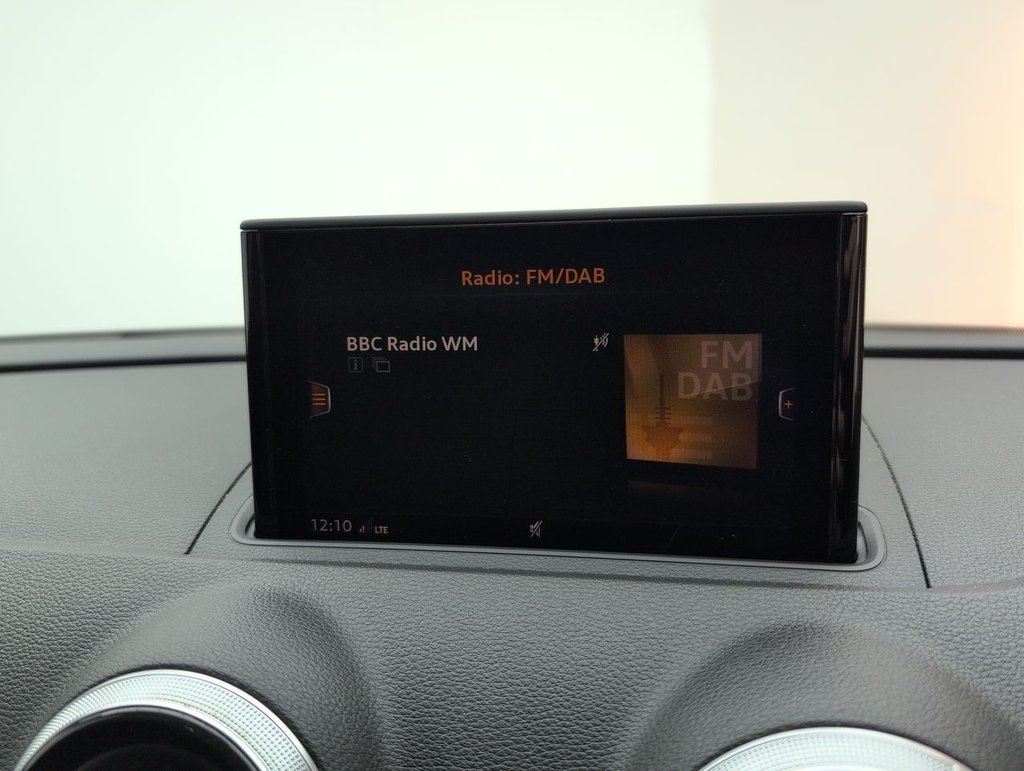 Radio: FM/DAB
BBC Radio WM
FM
DAB
12:10 LTE